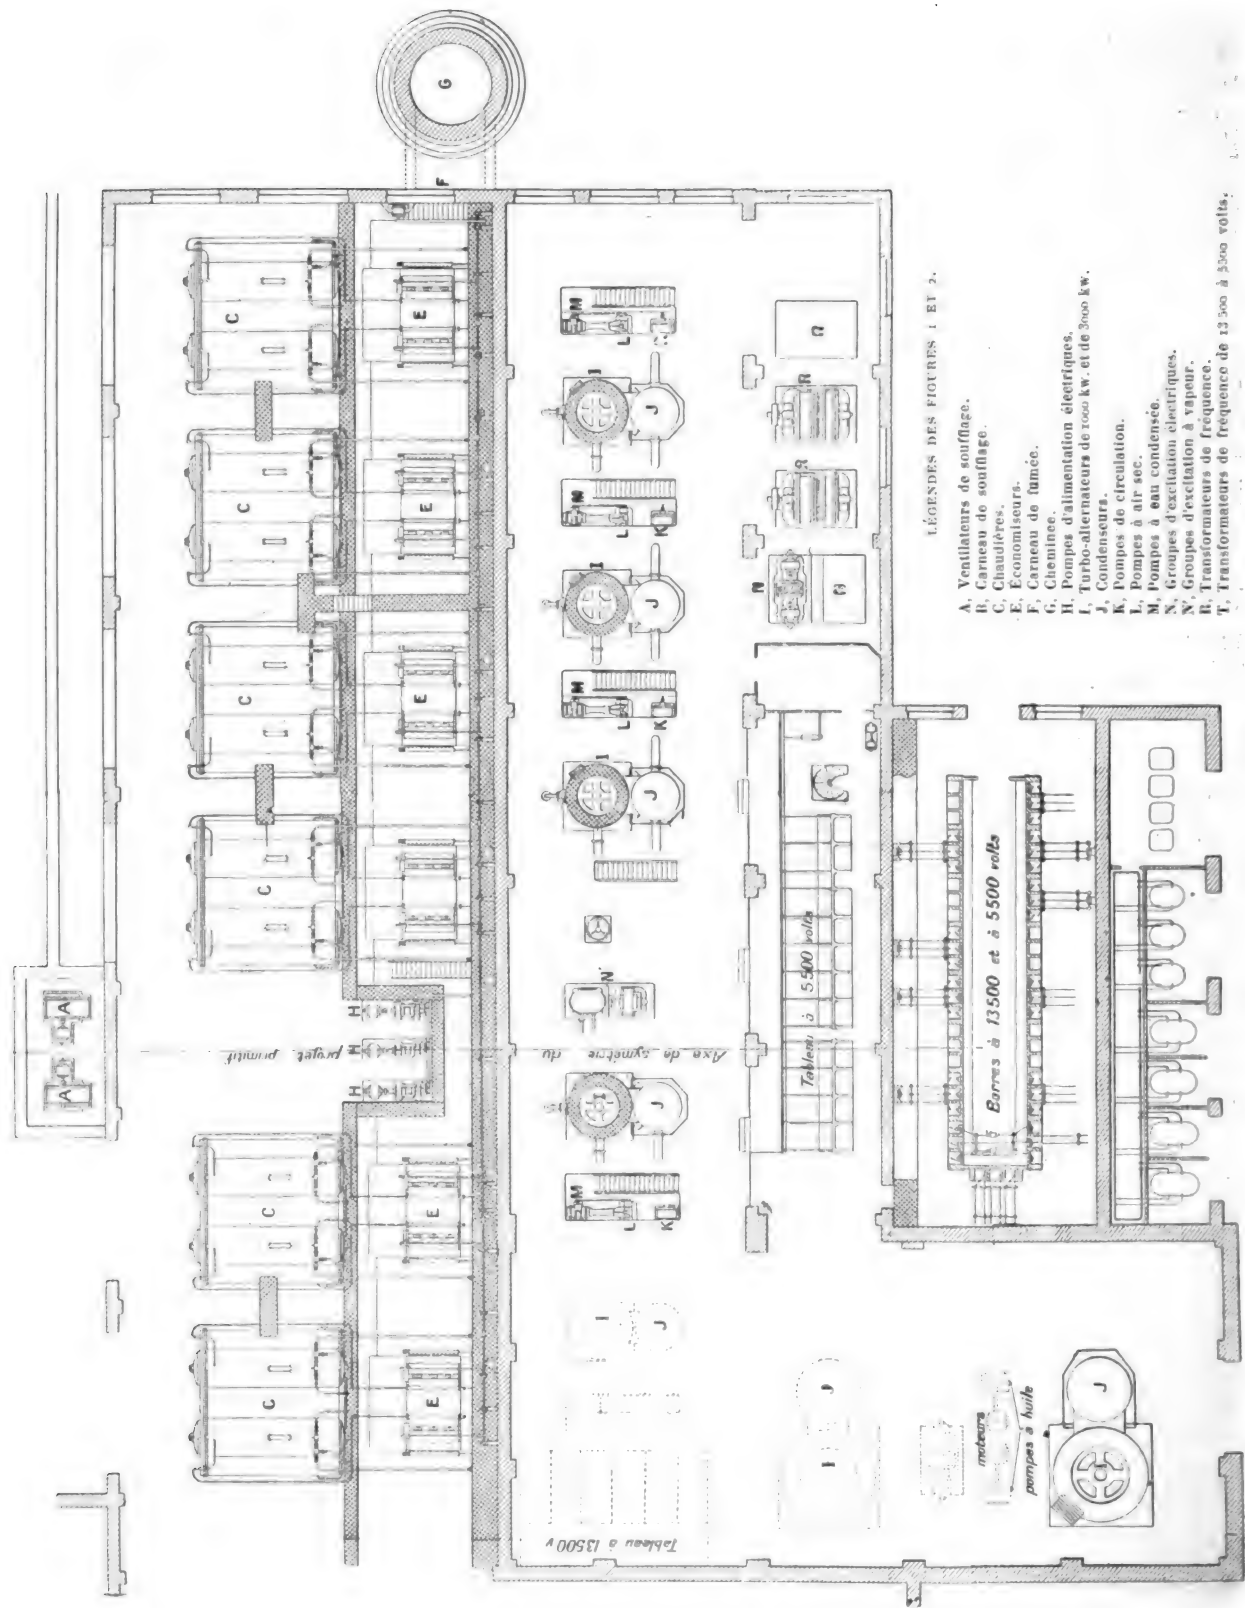 LÉGENDES DES FIGURES 1 ET 2.
A, Ventilateurs de soufflage.
B, Carneau de soufflage.
C, Chaudières.
E, Économiseurs.
F, Carneau de fumée.
G, Cheminée.
H, Pompes d'alimentation électriques.
I, Turbo-alternateurs de 1000 kw. et de 3000 kw.
J, Condenseurs.
K, Pompes de circulation.
L, Pompes à air sec.
M, Pompes à eau condensée.
N, Groupes d'excitation électriques.
N', Groupes d'excitation à vapeur.
R, Transformateurs de fréquence.
T, Transformateurs de fréquence de 13 500 à 5500 volts.
Axe de symétrie du projet primitif
Tableau à 13500 v
Tableau à 5500 volts
Barres à 13500 et à 5500 volts
moteurs
pompes à huile
A
A
C
C
C
C
C
C
E
E
E
E
E
F
G
H
H
H
I
I
I
I
I
I
J
J
J
J
J
J
J
K
K
K
L
L
L
L
M
M
M
M
N
N'
R
R